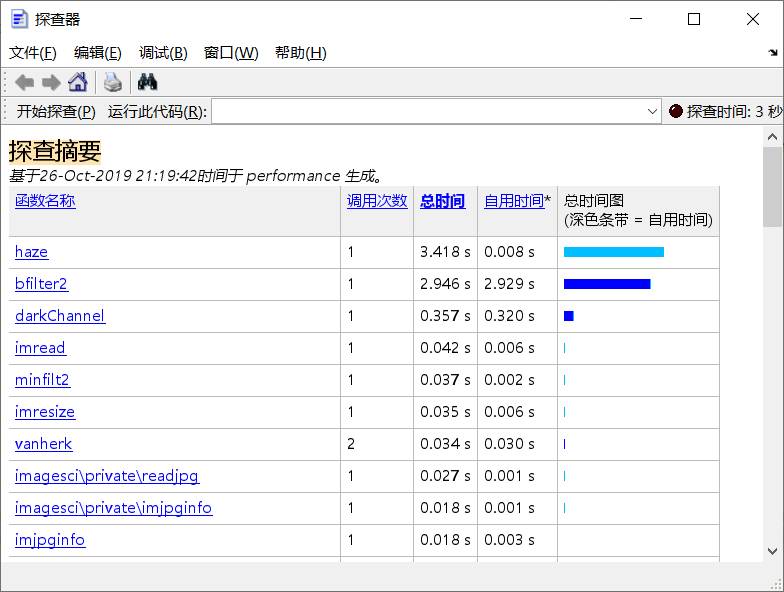 探查器
文件(F) 编辑(E) 调试(B) 窗口(W) 帮助(H)
开始探查(P) 运行此代码(R): 探查时间: 3 秒
探查摘要
基于26-Oct-2019 21:19:42时间于 performance 生成。
函数名称 调用次数 总时间 自用时间* 总时间图
(深色条带 = 自用时间)
haze 1 3.418 s 0.008 s
bfilter2 1 2.946 s 2.929 s
darkChannel 1 0.357 s 0.320 s
imread 1 0.042 s 0.006 s
minfilt2 1 0.037 s 0.002 s
imresize 1 0.035 s 0.006 s
vanherk 2 0.034 s 0.030 s
imagesci\private\readjpg 1 0.027 s 0.001 s
imagesci\private\imjpginfo 1 0.018 s 0.001 s
imjpginfo 1 0.018 s 0.003 s